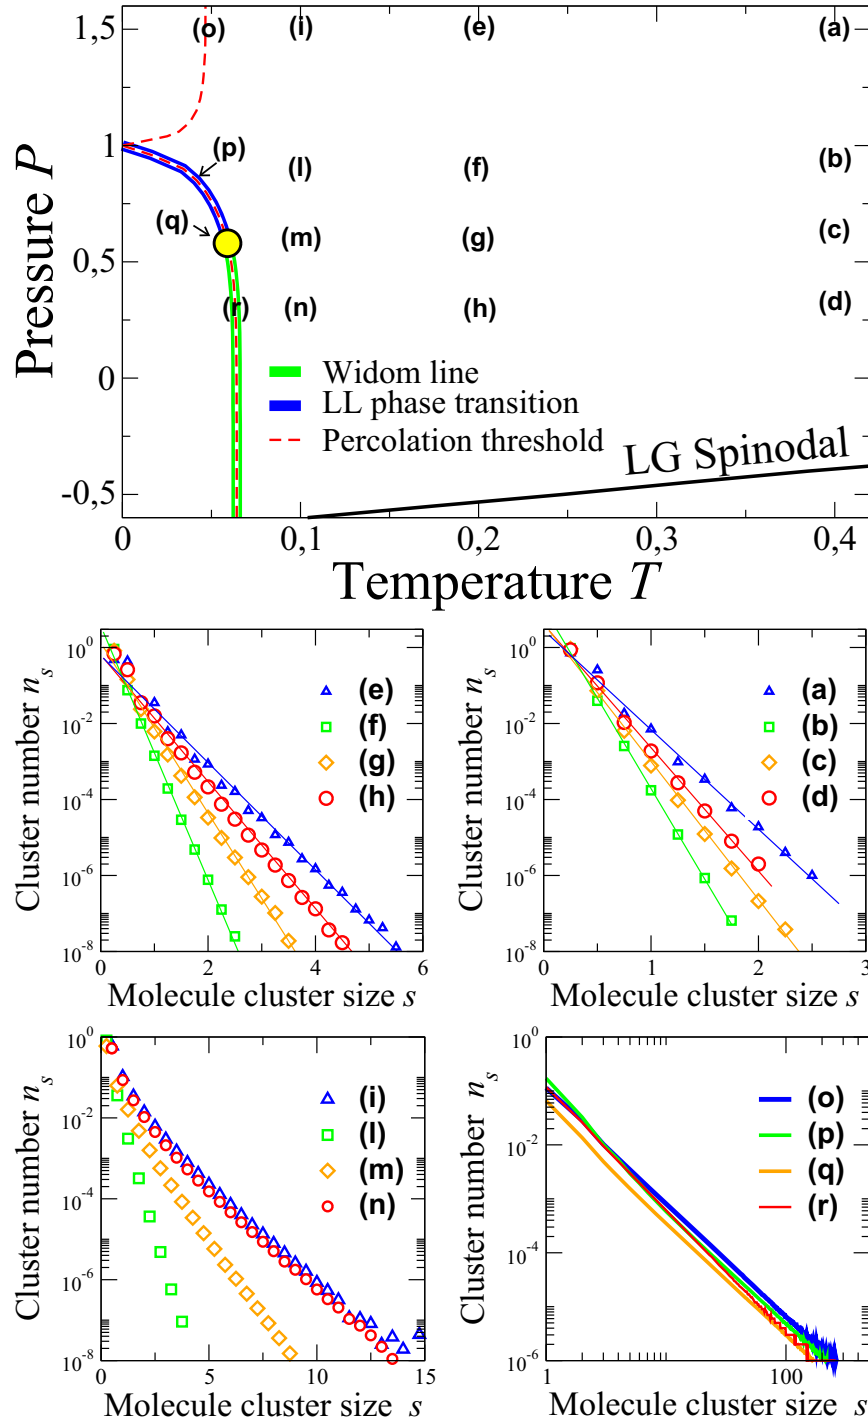 1,5
(o)
(i)
(e)
(a)
1
(p)
(l)
(f)
(b)
(q)
(m)
(g)
(c)
0,5
(r)
(n)
(h)
(d)
Pressure P
Widom line
0
LL phase transition
Percolation threshold
LG Spinodal
-0,5
0
0,1
0,2
0,3
0,4
Temperature T
10^0
10^-2
10^-4
10^-6
10^-8
Cluster number n_s
(e)
(f)
(g)
(h)
0
2
4
6
Molecule cluster size s
10^0
10^-2
10^-4
10^-6
10^-8
Cluster number n_s
(a)
(b)
(c)
(d)
0
1
2
3
Molecule cluster size s
10^0
10^-2
10^-4
10^-6
10^-8
Cluster number n_s
(i)
(l)
(m)
(n)
5
10
15
Molecule cluster size s
10^0
10^-2
10^-4
10^-6
Cluster number n_s
(o)
(p)
(q)
(r)
1
100
Molecule cluster size s